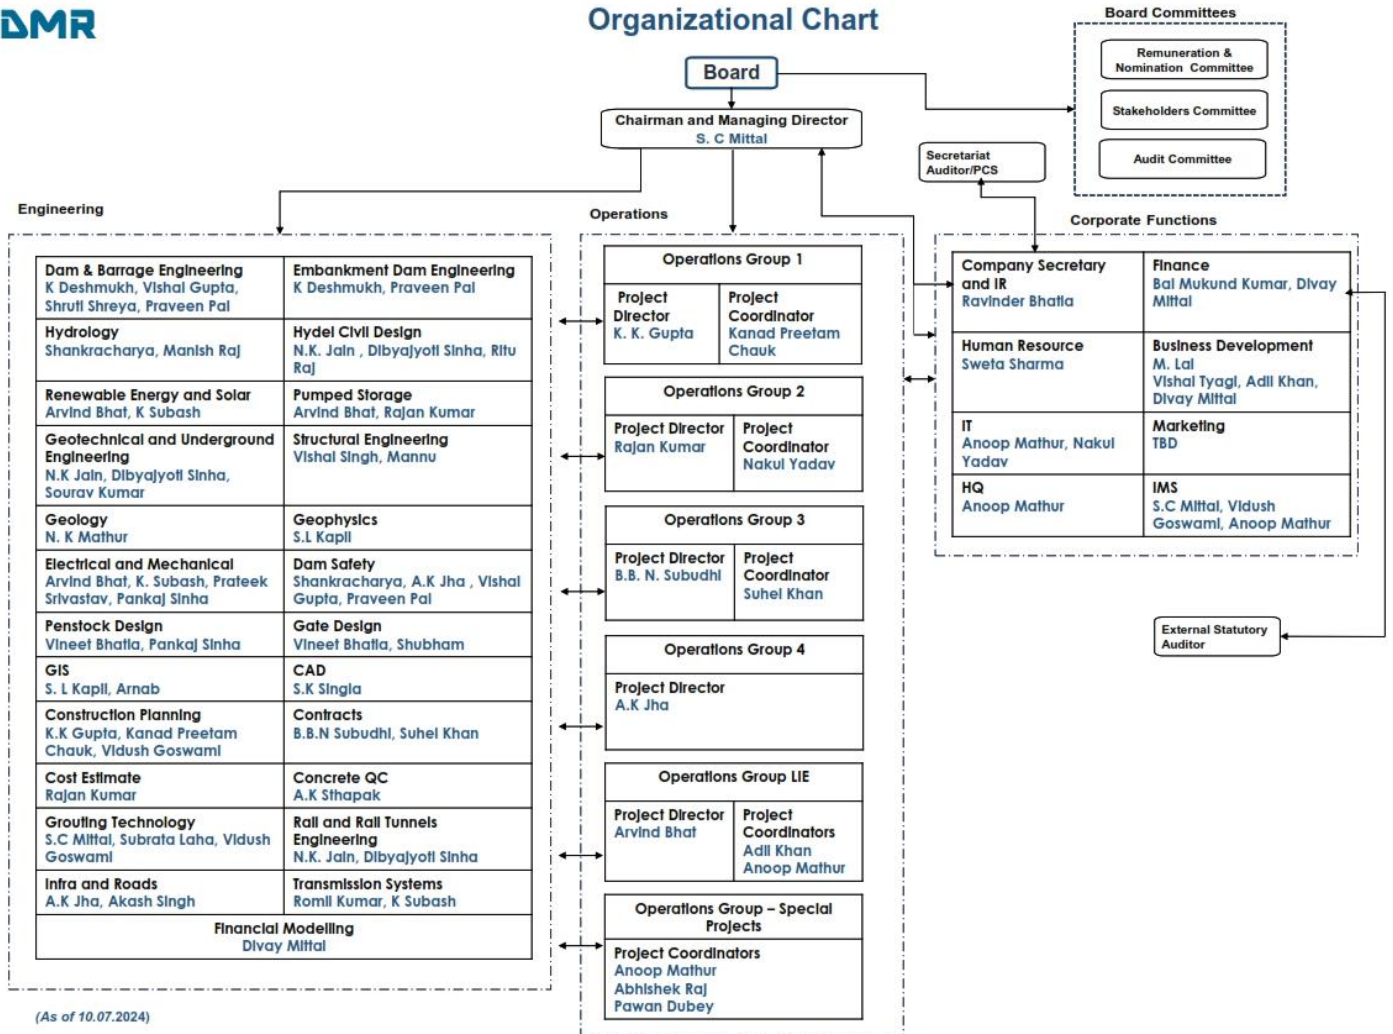 DMR
Organizational Chart
Board Committees
Remuneration &
Nomination Committee
Stakeholders Committee
Audit Committee
Board
Chairman and Managing Director
S. C Mittal
Secretariat
Auditor/PCS
Engineering
Dam & Barrage Engineering
K Deshmukh, Vishal Gupta,
Shruti Shreya, Praveen Pal
Embankment Dam Engineering
K Deshmukh, Praveen Pal
Hydrology
Shankracharya, Manish Raj
Hydel Civil Design
N.K. Jain , Dibyajyoti Sinha, Ritu
Raj
Renewable Energy and Solar
Arvind Bhat, K Subash
Pumped Storage
Arvind Bhat, Rajan Kumar
Geotechnical and Underground
Engineering
N.K Jain, Dibyajyoti Sinha,
Sourav Kumar
Structural Engineering
Vishal Singh, Mannu
Geology
N. K Mathur
Geophysics
S.L Kapil
Electrical and Mechanical
Arvind Bhat, K. Subash, Prateek
Srivastav, Pankaj Sinha
Dam Safety
Shankracharya, A.K Jha , Vishal
Gupta, Praveen Pal
Penstock Design
Vineet Bhatia, Pankaj Sinha
Gate Design
Vineet Bhatia, Shubham
GIS
S. L Kapil, Arnab
CAD
S.K Singla
Construction Planning
K.K Gupta, Kanad Preetam
Chauk, Vidush Goswami
Contracts
B.B.N Subudhi, Suhel Khan
Cost Estimate
Rajan Kumar
Concrete QC
A.K Sthapak
Grouting Technology
S.C Mittal, Subrata Laha, Vidush
Goswami
Rail and Rail Tunnels
Engineering
N.K. Jain, Dibyajyoti Sinha
Infra and Roads
A.K Jha, Akash Singh
Transmission Systems
Romil Kumar, K Subash
Financial Modelling
Divay Mittal
Operations
Operations Group 1
Project
Director
K. K. Gupta
Project
Coordinator
Kanad Preetam
Chauk
Operations Group 2
Project Director
Rajan Kumar
Project
Coordinator
Nakul Yadav
Operations Group 3
Project Director
B.B. N. Subudhi
Project
Coordinator
Suhel Khan
Operations Group 4
Project Director
A.K Jha
Operations Group LIE
Project Director
Arvind Bhat
Project
Coordinators
Adil Khan
Anoop Mathur
Operations Group – Special
Projects
Project Coordinators
Anoop Mathur
Abhishek Raj
Pawan Dubey
Corporate Functions
Company Secretary
and IR
Ravinder Bhatia
Finance
Bal Mukund Kumar, Divay
Mittal
Human Resource
Sweta Sharma
Business Development
M. Lal
Vishal Tyagi, Adil Khan,
Divay Mittal
IT
Anoop Mathur, Nakul
Yadav
Marketing
TBD
HQ
Anoop Mathur
IMS
S.C Mittal, Vidush
Goswami, Anoop Mathur
External Statutory
Auditor
(As of 10.07.2024)